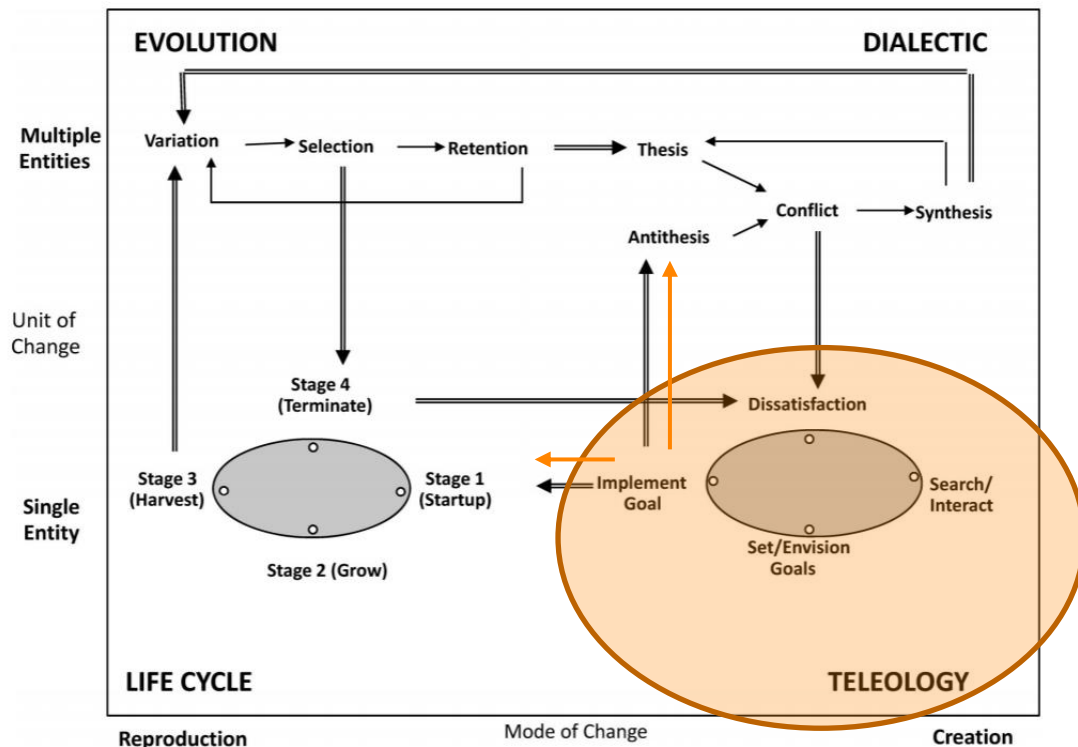 EVOLUTION
DIALECTIC
Multiple
Entities
Variation
Selection
Retention
Thesis
Conflict
Synthesis
Antithesis
Unit of
Change
Stage 4
(Terminate)
Dissatisfaction
Stage 3
(Harvest)
Stage 1
(Startup)
Implement
Goal
Search/
Interact
Single
Entity
Stage 2 (Grow)
Set/Envision
Goals
LIFE CYCLE
TELEOLOGY
Reproduction
Mode of Change
Creation